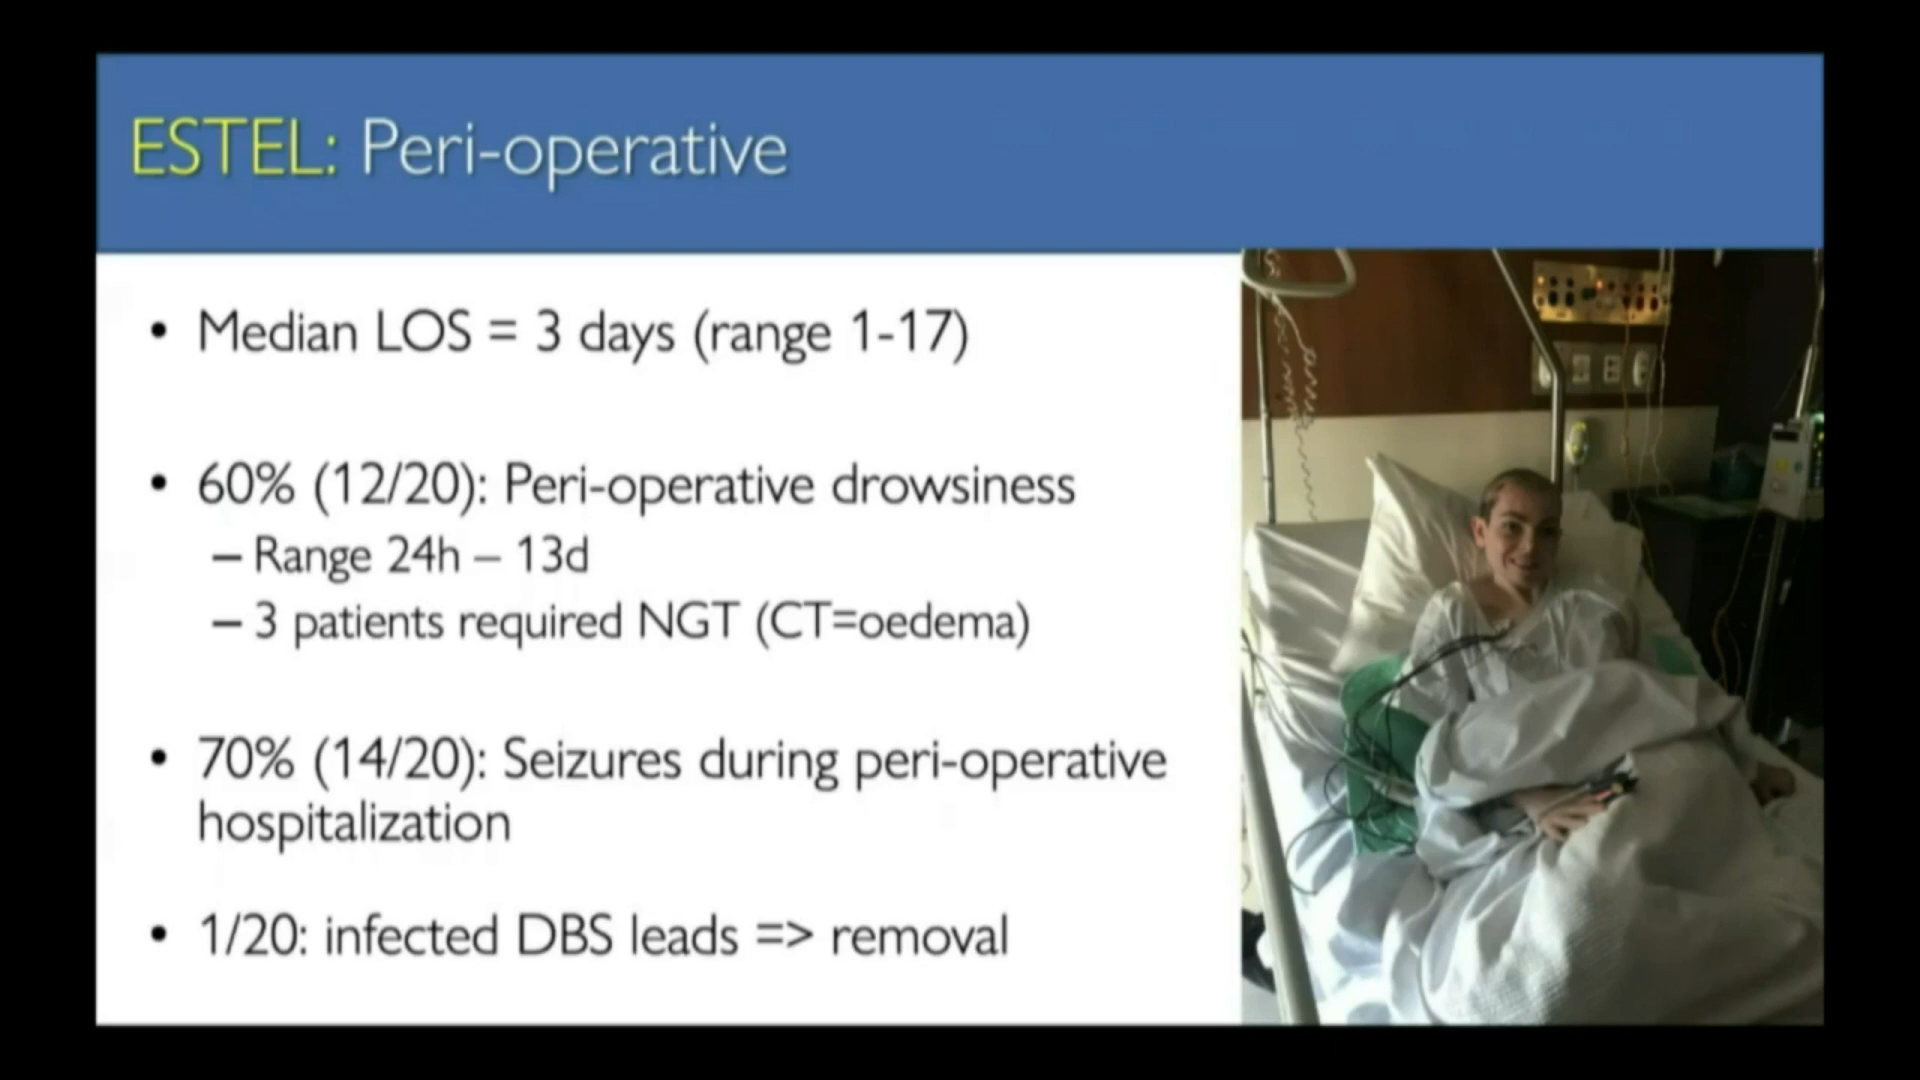 ESTEL: Peri-operative
• Median LOS = 3 days (range 1-17)
• 60% (12/20): Peri-operative drowsiness
– Range 24h – 13d
– 3 patients required NGT (CT=oedema)
• 70% (14/20): Seizures during peri-operative
hospitalization
• 1/20: infected DBS leads => removal